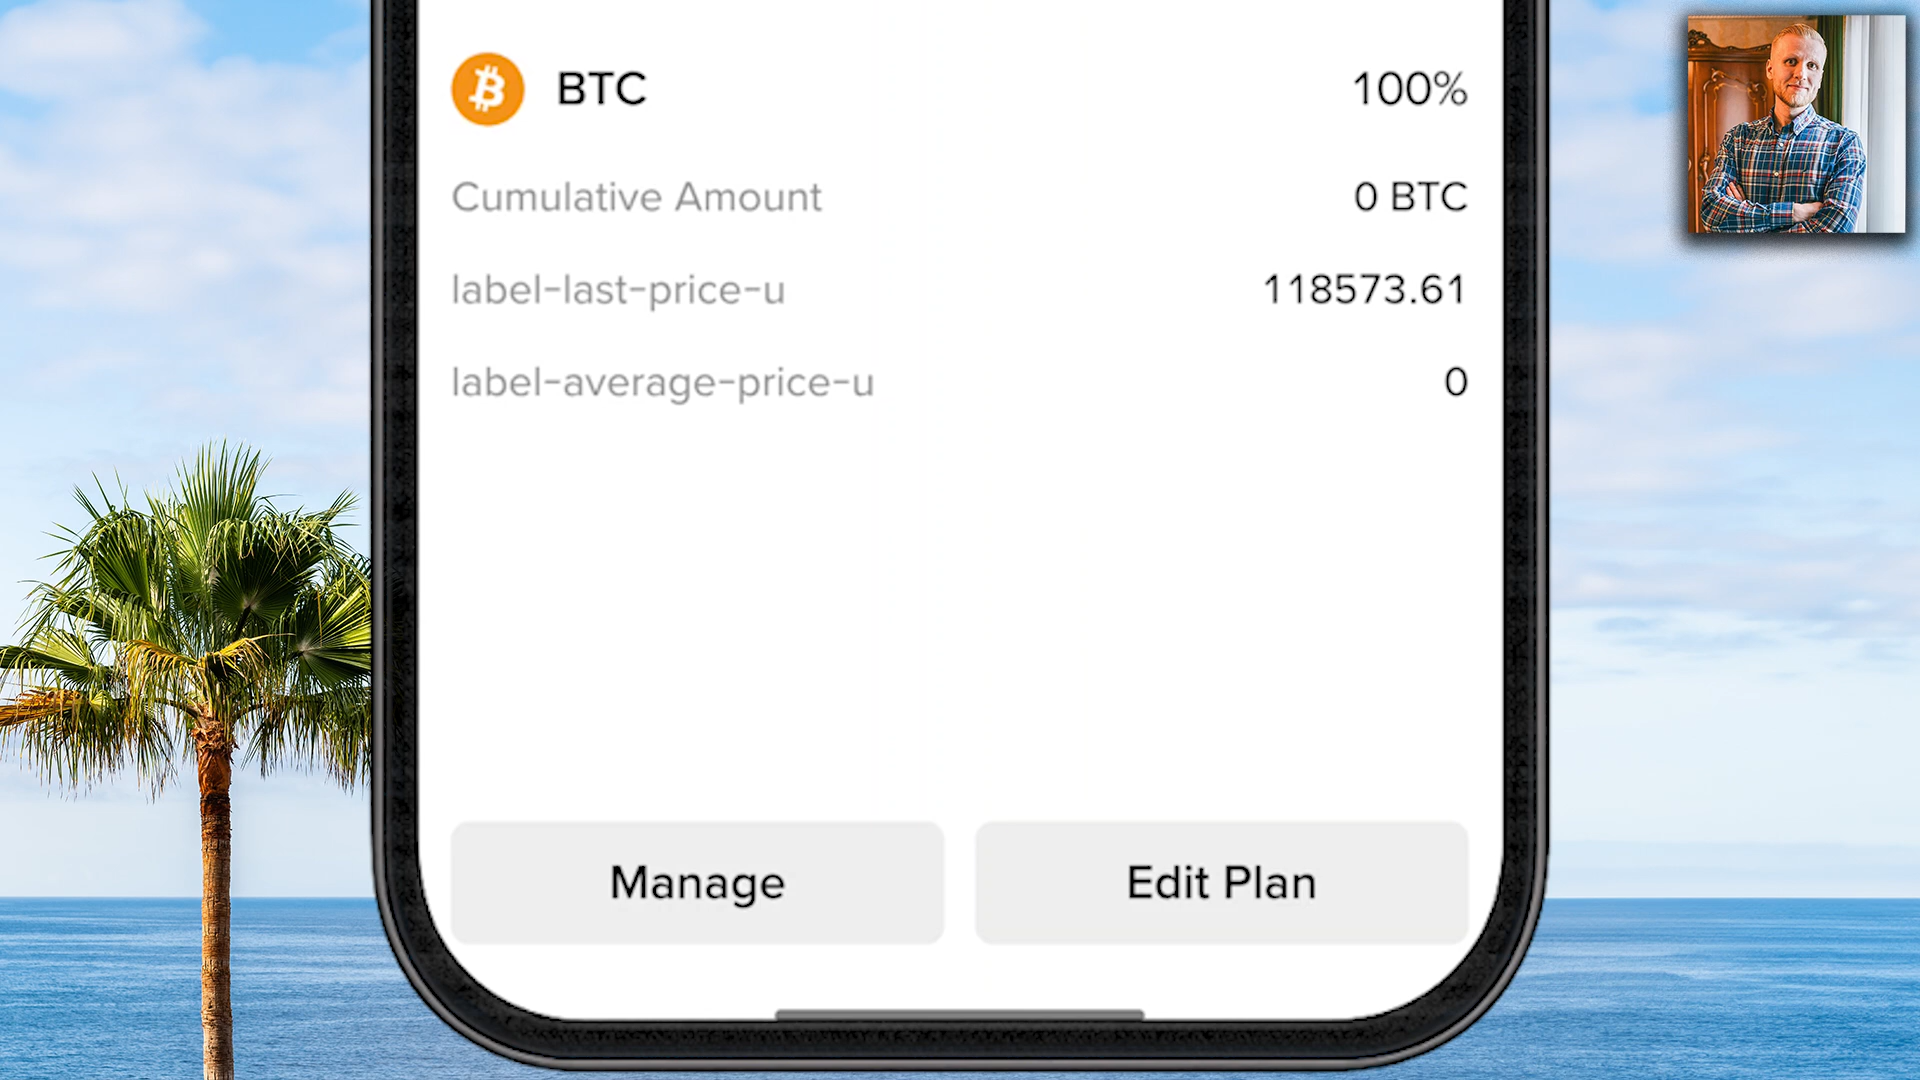 BTC 100%
Cumulative Amount 0 BTC
label-last-price-u 118573.61
label-average-price-u 0
Manage Edit Plan